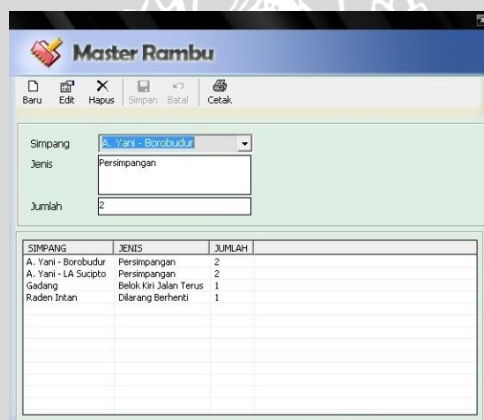 Master Rambu
Baru Edit Hapus Simpan Batal Cetak
Simpang A. Yani - Borobudur
Jenis Persimpangan
Jumlah 2
SIMPANG JENIS JUMLAH
A. Yani - Borobudur Persimpangan 2
A. Yani - LA Sucipto Persimpangan 2
Gadang Belok Kiri Jalan Terus 1
Raden Intan Dilarang Berhenti 1